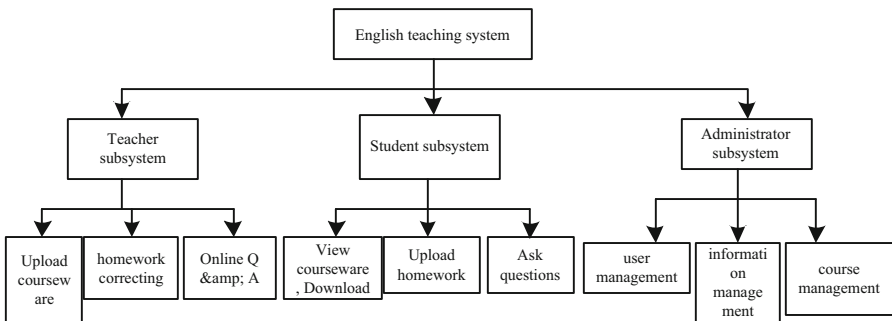 English teaching system
Teacher
subsystem
Student subsystem
Administrator
subsystem
Upload
coursew
are
homework
correcting
Online Q
&amp; A
View
courseware
, Download
Upload
homework
Ask
questions
user
management
informati
on
manage
ment
course
management